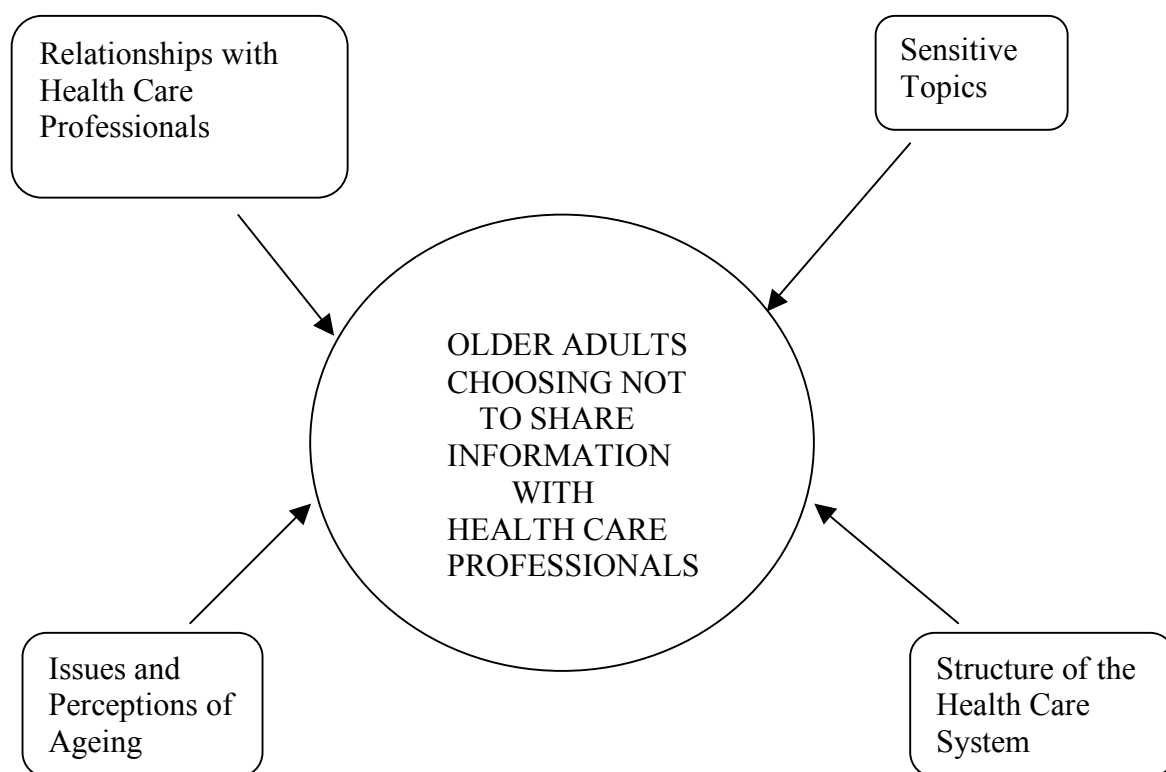 Relationships with
Health Care
Professionals
Sensitive
Topics
OLDER ADULTS
CHOOSING NOT
TO SHARE
INFORMATION
WITH
HEALTH CARE
PROFESSIONALS
Issues and
Perceptions of
Ageing
Structure of the
Health Care
System